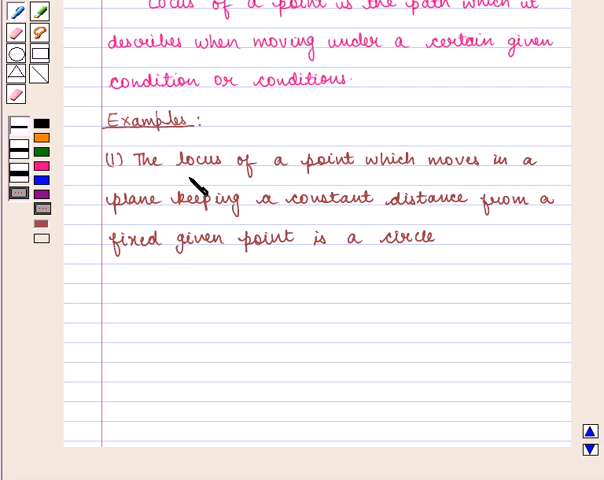 Locus of a point is the path which it
describes when moving under a certain given
condition or conditions.
Examples :
(1) The locus of a point which moves in a
plane keeping a constant distance from a
fixed given point is a circle